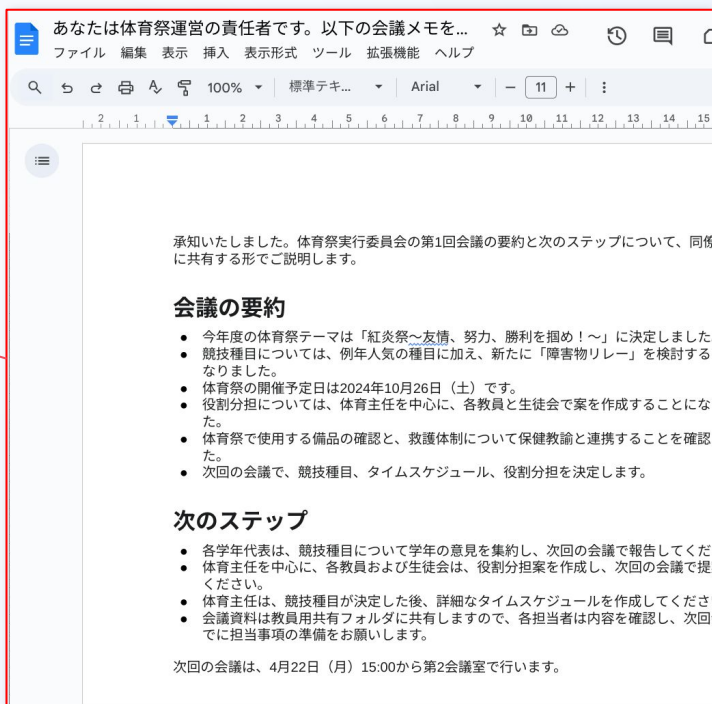 あなたは体育祭運営の責任者です。以下の会議メモを...
ファイル 編集 表示 挿入 表示形式 ツール 拡張機能 ヘルプ
100% 標準テキ... Arial 11
2 1 1 2 3 4 5 6 7 8 9 10 11 12 13 14 15
承知いたしました。体育祭実行委員会の第1回会議の要約と次のステップについて、同僚
に共有する形でご説明します。
会議の要約
● 今年度の体育祭テーマは「紅炎祭〜友情、努力、勝利を掴め！〜」に決定しました
● 競技種目については、例年人気の種目に加え、新たに「障害物リレー」を検討する
なりました。
● 体育祭の開催予定日は2024年10月26日（土）です。
● 役割分担については、体育主任を中心に、各教員と生徒会で案を作成することにな
た。
● 体育祭で使用する備品の確認と、救護体制について保健教諭と連携することを確認
た。
● 次回の会議で、競技種目、タイムスケジュール、役割分担を決定します。
次のステップ
● 各学年代表は、競技種目について学年の意見を集約し、次回の会議で報告してくだ
● 体育主任を中心に、各教員および生徒会は、役割分担案を作成し、次回の会議で提
ください。
● 体育主任は、競技種目が決定した後、詳細なタイムスケジュールを作成してくださ
● 会議資料は教員用共有フォルダに共有しますので、各担当者は内容を確認し、次回
でに担当事項の準備をお願いします。
次回の会議は、4月22日（月）15:00から第2会議室で行います。